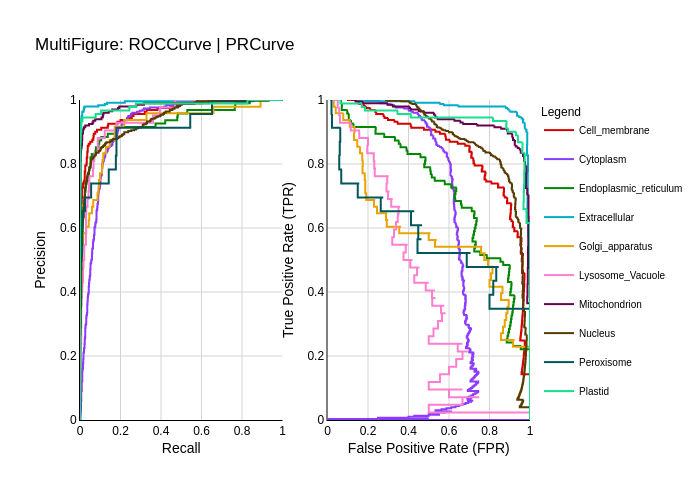 MultiFigure: ROCCurve | PRCurve
Precision
1
0.8
0.6
0.4
0.2
0
0 0.2 0.4 0.6 0.8 1
Recall
True Positive Rate (TPR)
1
0.8
0.6
0.4
0.2
0
0 0.2 0.4 0.6 0.8 1
False Positive Rate (FPR)
Legend
Cell_membrane
Cytoplasm
Endoplasmic_reticulum
Extracellular
Golgi_apparatus
Lysosome_Vacuole
Mitochondrion
Nucleus
Peroxisome
Plastid